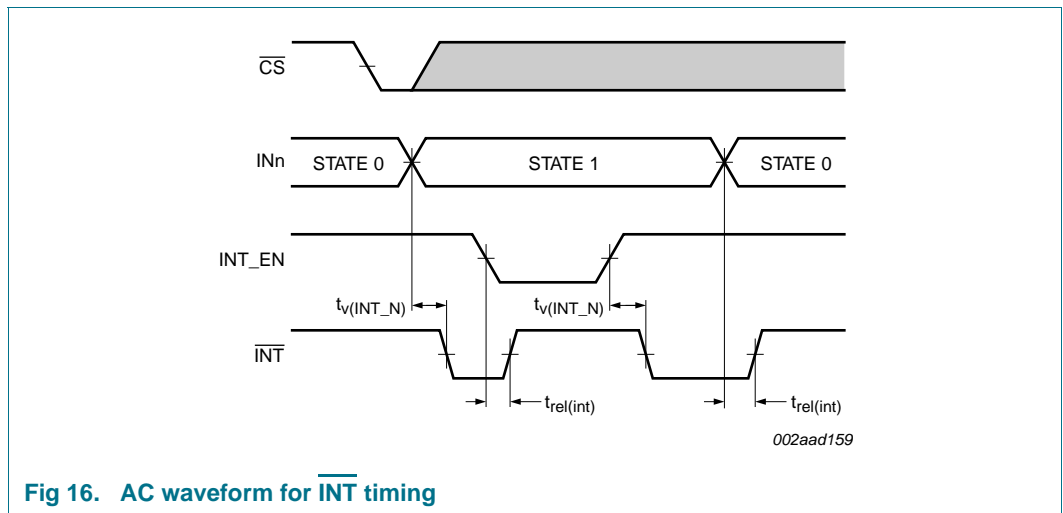 CS
INn STATE 0 STATE 1 STATE 0
INT_EN
tv(INT_N) tv(INT_N)
INT
trel(int) trel(int)
002aad159
Fig 16. AC waveform for INT timing